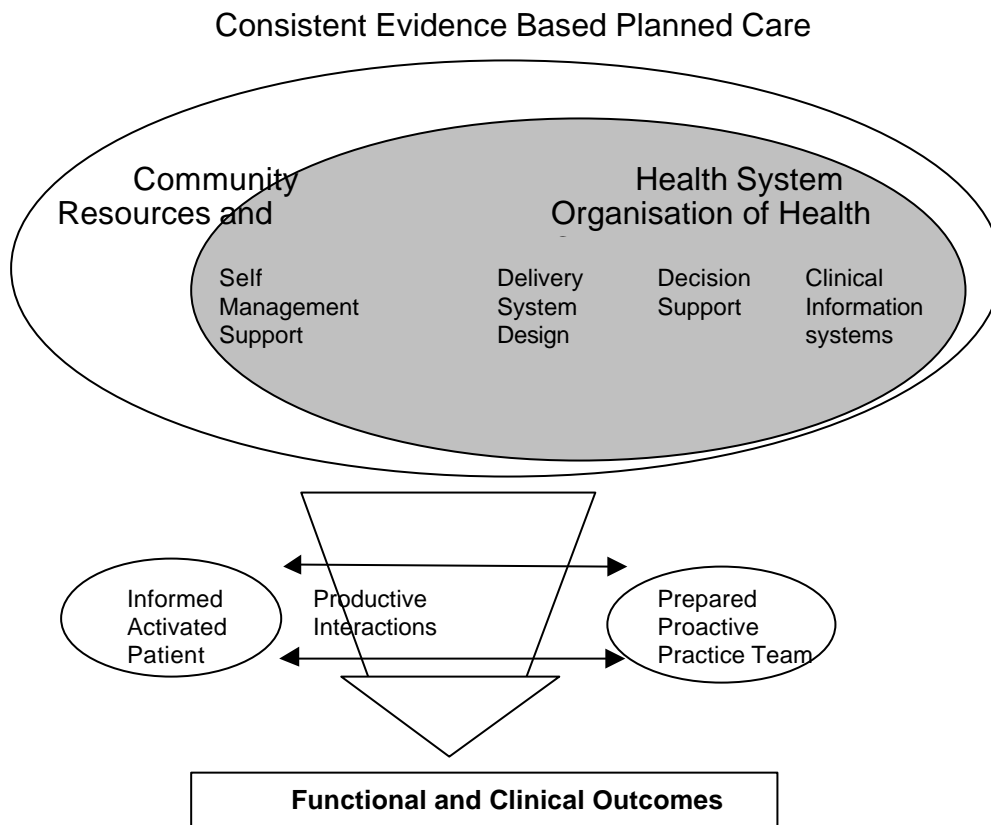 Consistent Evidence Based Planned Care
Community
Resources and
Health System
Organisation of Health
Self
Management
Support
Delivery
System
Design
Decision
Support
Clinical
Information
systems
Informed
Activated
Patient
Productive
Interactions
Prepared
Proactive
Practice Team
Functional and Clinical Outcomes